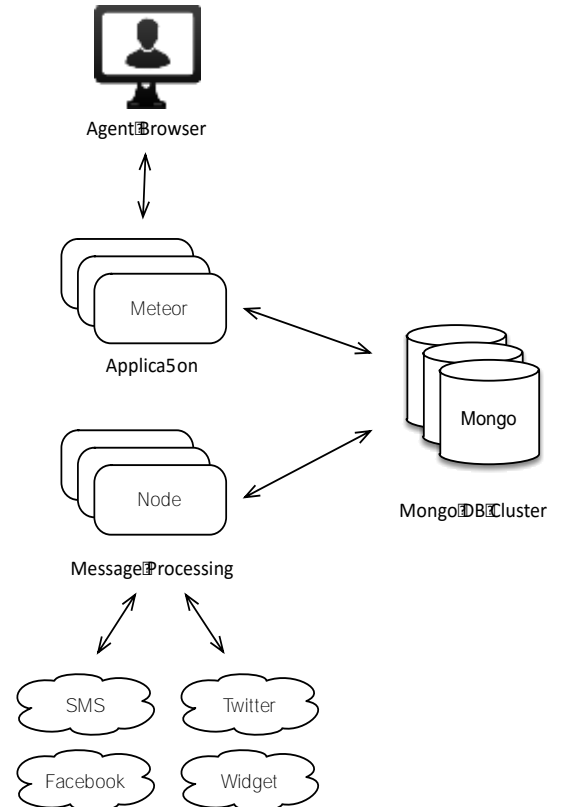 Agent Browser
Meteor
Applica5on
Mongo
Node
Mongo DB Cluster
Message Processing
SMS
Twitter
Facebook
Widget